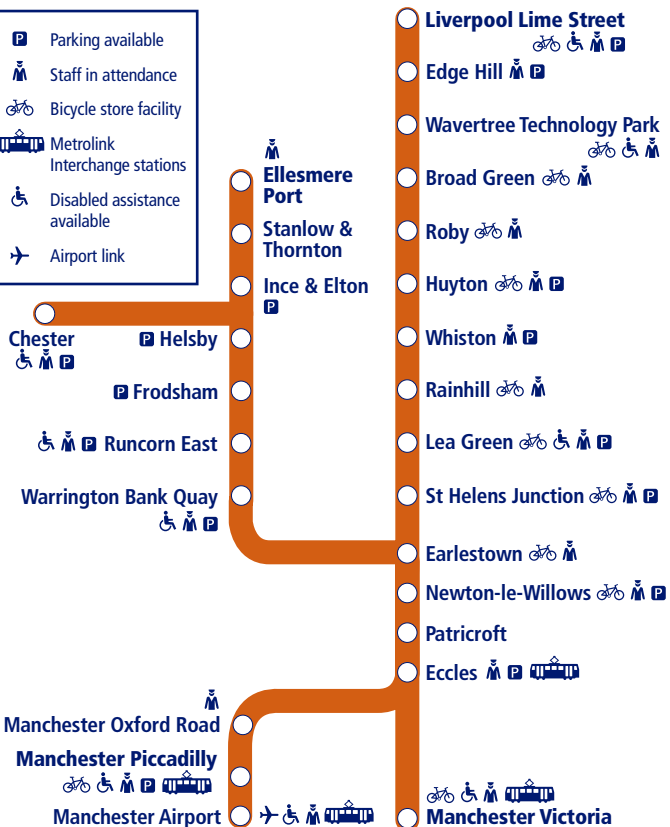 P Parking available
Staff in attendance
Bicycle store facility
Metrolink
Interchange stations
Disabled assistance
available
Airport link
Liverpool Lime Street
P
Edge Hill P
Wavertree Technology Park
Broad Green
Roby
Huyton P
Whiston P
Rainhill
Lea Green P
St Helens Junction P
Earlestown
Newton-le-Willows P
Patricroft
Eccles P
Manchester Victoria
Ellesmere
Port
Stanlow &
Thornton
Ince & Elton
P
Chester
P
P Helsby
P Frodsham
P Runcorn East
Warrington Bank Quay
P
Manchester Oxford Road
Manchester Piccadilly
P
Manchester Airport